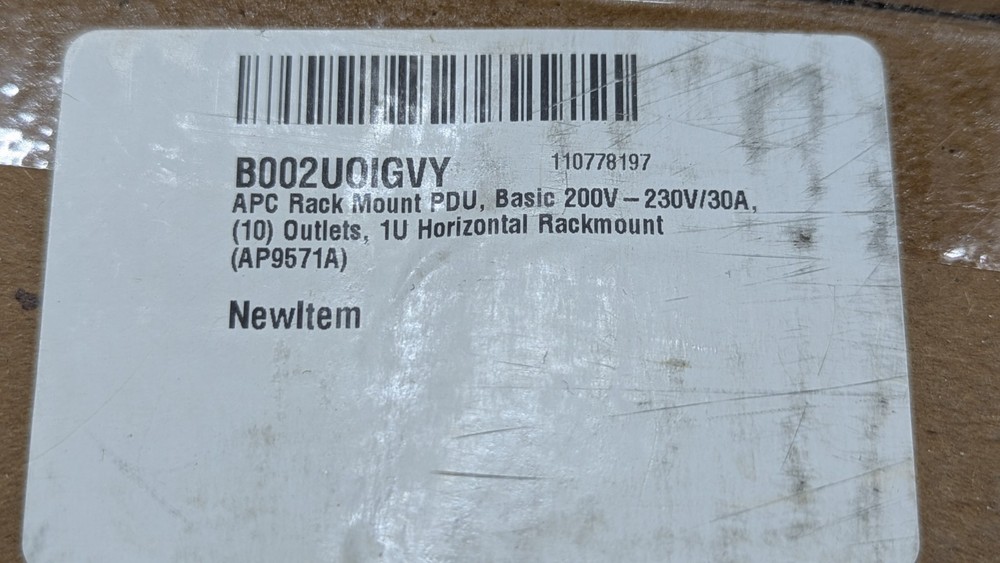 B002UOIGVY
110778197
APC Rack Mount PDU, Basic 200V – 230V/30A,
(10) Outlets, 1U Horizontal Rackmount
(AP9571A)
NewItem